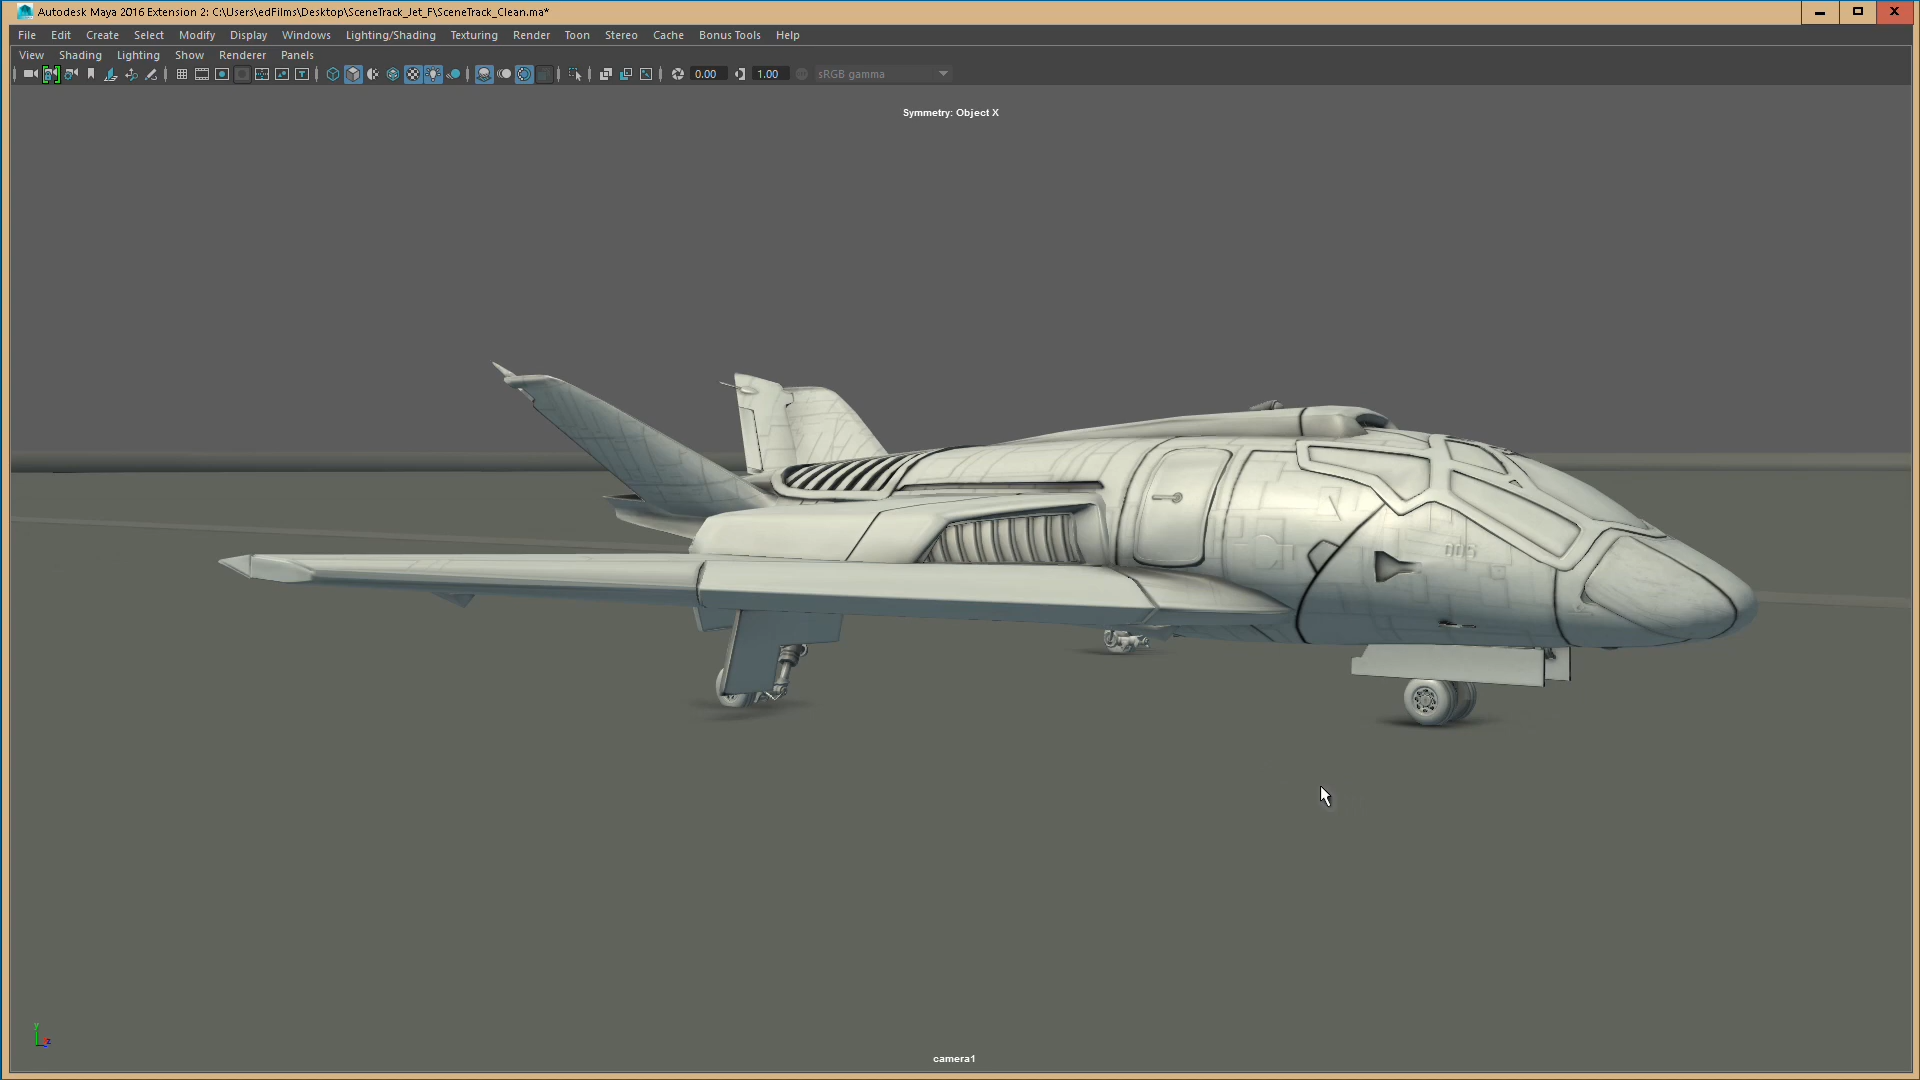 Autodesk Maya 2016 Extension 2: C:\Users\edFilms\Desktop\SceneTrack_Jet_F\SceneTrack_Clean.ma*
File Edit Create Select Modify Display Windows Lighting/Shading Texturing Render Toon Stereo Cache Bonus Tools Help
View Shading Lighting Show Renderer Panels
0.00 1.00 sRGB gamma
Symmetry: Object X
y
z
camera1